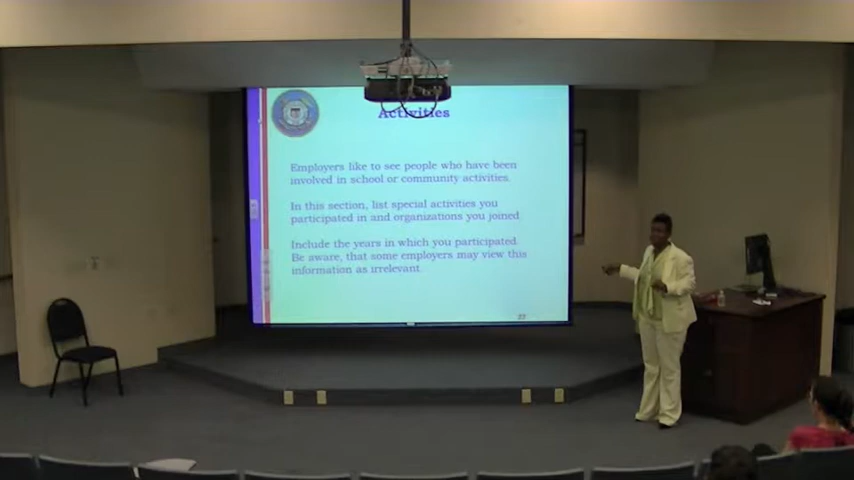 Activities
Employers like to see people who have been
involved in school or community activities.
In this section, list special activities you
participated in and organizations you joined
Include the years in which you participated.
Be aware, that some employers may view this
information as irrelevant